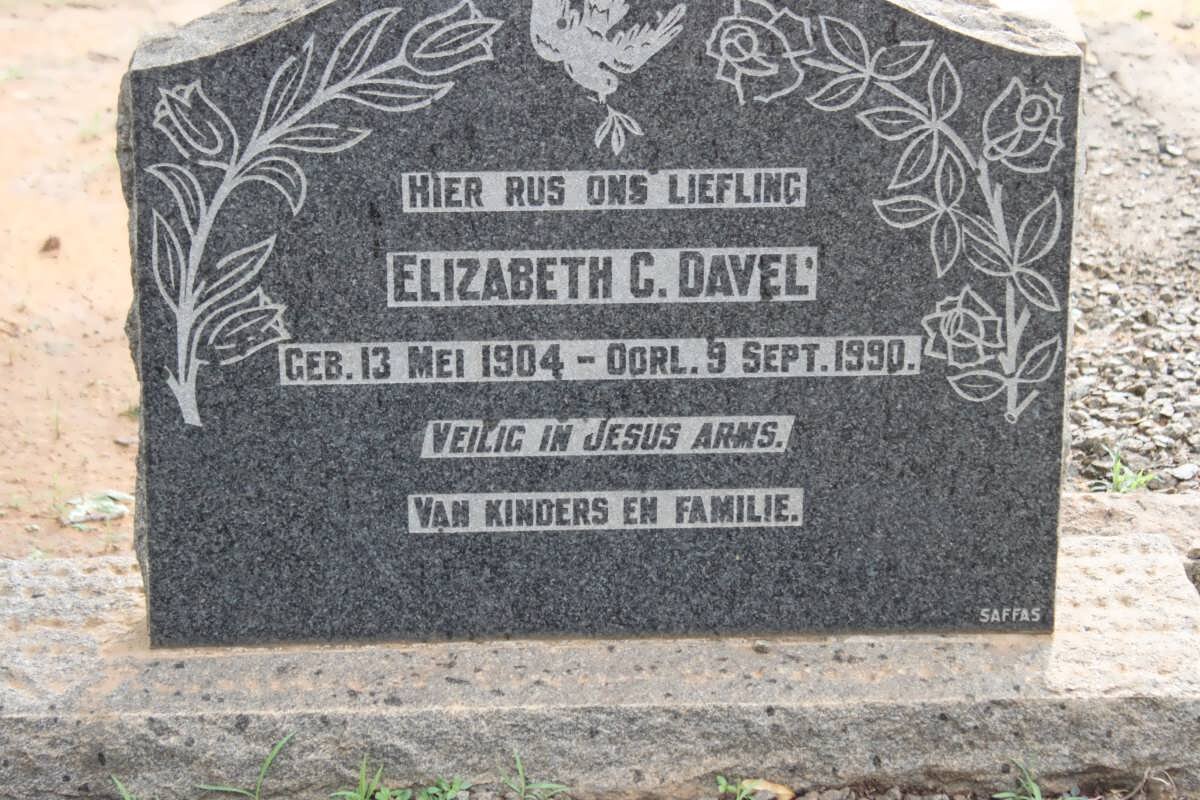 HIER RUS ONS LIEFLING
ELIZABETH C. DAVEL
GEB. 13 MEI 1904 – OORL. 9 SEPT. 1990.
VEILIG IN JESUS ARMS.
VAN KINDERS EN FAMILIE.
SAFFAS